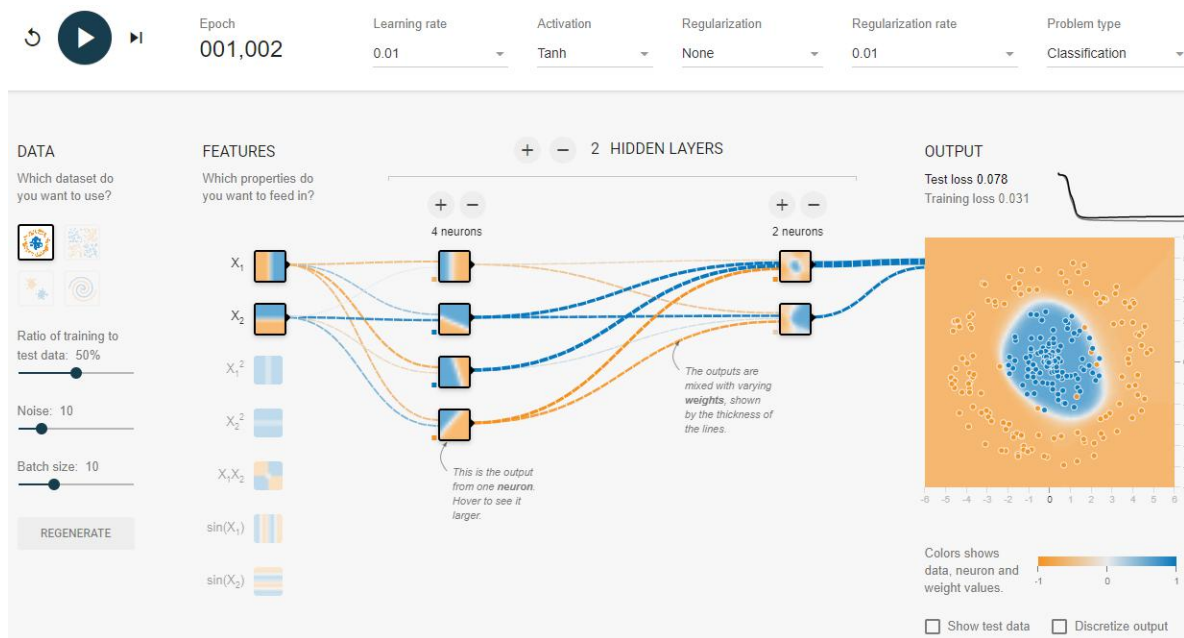 Epoch
001,002
Learning rate
0.01
Activation
Tanh
Regularization
None
Regularization rate
0.01
Problem type
Classification
DATA
Which dataset do
you want to use?
Ratio of training to
test data: 50%
Noise: 10
Batch size: 10
REGENERATE
FEATURES
Which properties do
you want to feed in?
X₁
X₂
X₁²
X₂²
X₁X₂
sin(X₁)
sin(X₂)
+ − 2 HIDDEN LAYERS
+ −
4 neurons
+ −
2 neurons
The outputs are
mixed with varying
weights, shown
by the thickness of
the lines.
This is the output
from one neuron.
Hover to see it
larger.
OUTPUT
Test loss 0.078
Training loss 0.031
-6 -5 -4 -3 -2 -1 0 1 2 3 4 5 6
Colors shows
data, neuron and
weight values.
-1 0 1
Show test data
Discretize output